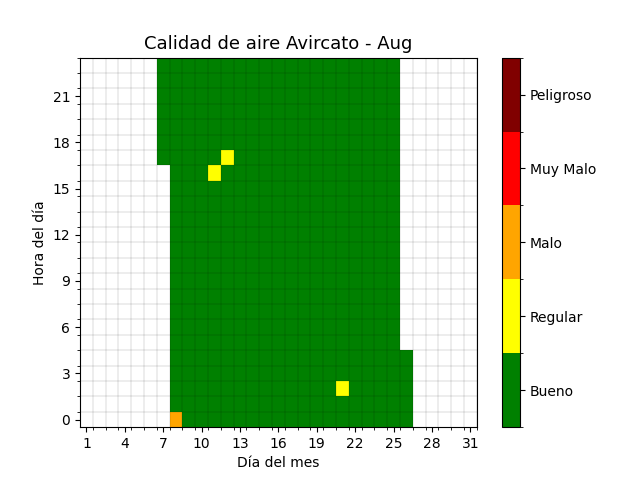 Calidad de aire Avircato - Aug
21
18
15
12
9
6
3
0
Hora del día
1 4 7 10 13 16 19 22 25 28 31
Día del mes
Peligroso
Muy Malo
Malo
Regular
Bueno